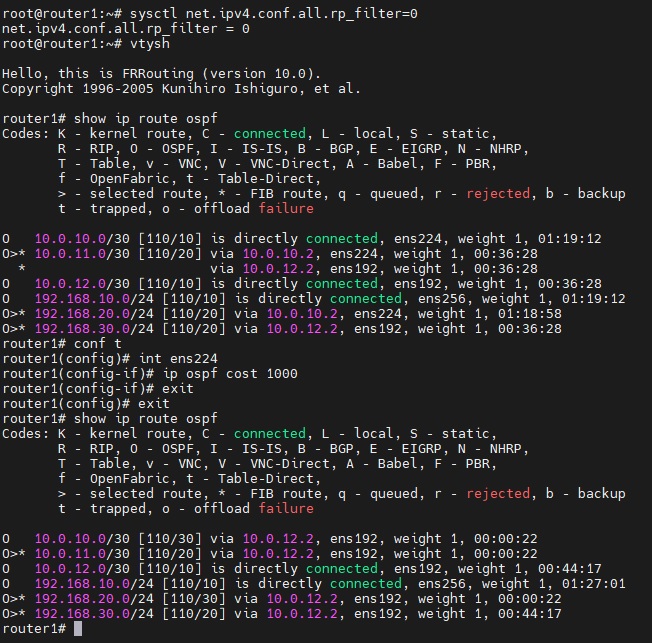 root@router1:~# sysctl net.ipv4.conf.all.rp_filter=0
net.ipv4.conf.all.rp_filter = 0
root@router1:~# vtysh

Hello, this is FRRouting (version 10.0).
Copyright 1996-2005 Kunihiro Ishiguro, et al.

router1# show ip route ospf
Codes: K - kernel route, C - connected, L - local, S - static,
       R - RIP, O - OSPF, I - IS-IS, B - BGP, E - EIGRP, N - NHRP,
       T - Table, v - VNC, V - VNC-Direct, A - Babel, F - PBR,
       f - OpenFabric, t - Table-Direct,
       > - selected route, * - FIB route, q - queued, r - rejected, b - backup
       t - trapped, o - offload failure

O   10.0.10.0/30 [110/10] is directly connected, ens224, weight 1, 01:19:12
O>* 10.0.11.0/30 [110/20] via 10.0.10.2, ens224, weight 1, 00:36:28
  *                       via 10.0.12.2, ens192, weight 1, 00:36:28
O   10.0.12.0/30 [110/10] is directly connected, ens192, weight 1, 00:36:28
O   192.168.10.0/24 [110/10] is directly connected, ens256, weight 1, 01:19:12
O>* 192.168.20.0/24 [110/20] via 10.0.10.2, ens224, weight 1, 01:18:58
O>* 192.168.30.0/24 [110/20] via 10.0.12.2, ens192, weight 1, 00:36:28
router1# conf t
router1(config)# int ens224
router1(config-if)# ip ospf cost 1000
router1(config-if)# exit
router1(config)# exit
router1# show ip route ospf
Codes: K - kernel route, C - connected, L - local, S - static,
       R - RIP, O - OSPF, I - IS-IS, B - BGP, E - EIGRP, N - NHRP,
       T - Table, v - VNC, V - VNC-Direct, A - Babel, F - PBR,
       f - OpenFabric, t - Table-Direct,
       > - selected route, * - FIB route, q - queued, r - rejected, b - backup
       t - trapped, o - offload failure

O   10.0.10.0/30 [110/30] via 10.0.12.2, ens192, weight 1, 00:00:22
O>* 10.0.11.0/30 [110/20] via 10.0.12.2, ens192, weight 1, 00:00:22
O   10.0.12.0/30 [110/10] is directly connected, ens192, weight 1, 00:44:17
O   192.168.10.0/24 [110/10] is directly connected, ens256, weight 1, 01:27:01
O>* 192.168.20.0/24 [110/30] via 10.0.12.2, ens192, weight 1, 00:00:22
O>* 192.168.30.0/24 [110/20] via 10.0.12.2, ens192, weight 1, 00:44:17
router1#